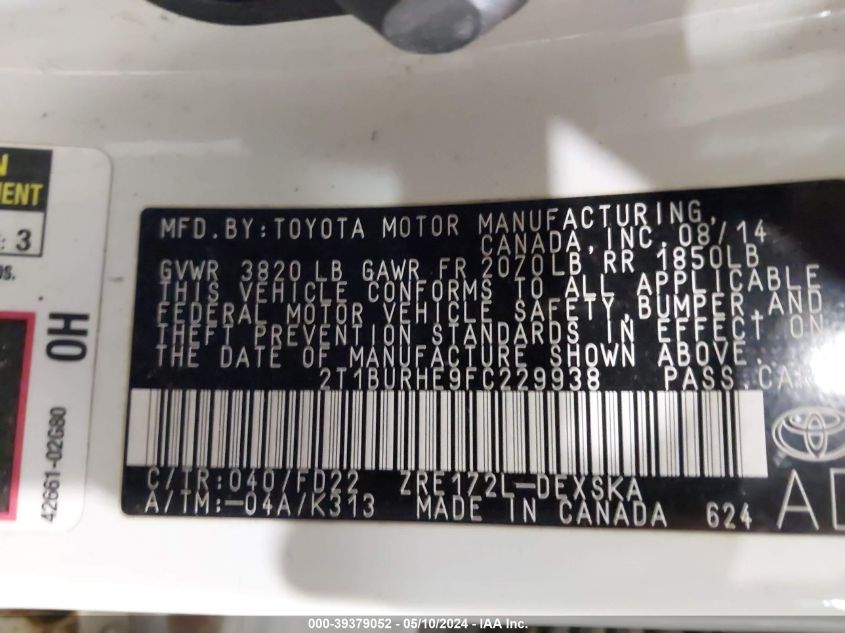 MFD.BY:TOYOTA MOTOR MANUFACTURING,
CANADA, INC. 08/14
GVWR 3820 LB GAWR FR 2070LB RR 1850LB
THIS VEHICLE CONFORMS TO ALL APPLICABLE
FEDERAL MOTOR VEHICLE SAFETY, BUMPER, AND
THEFT PREVENTION STANDARDS IN EFFECT ON
THE DATE OF MANUFACTURE SHOWN ABOVE.
2T1BURHE9FC229938 PASS.CAR
C/TR:040/FD22 ZRE172L-DEXSKA
A/TM:-04A/K313 MADE IN CANADA 624
: 3
OH
42661-02G80
000-39379052 - 05/10/2024 - IAA Inc.